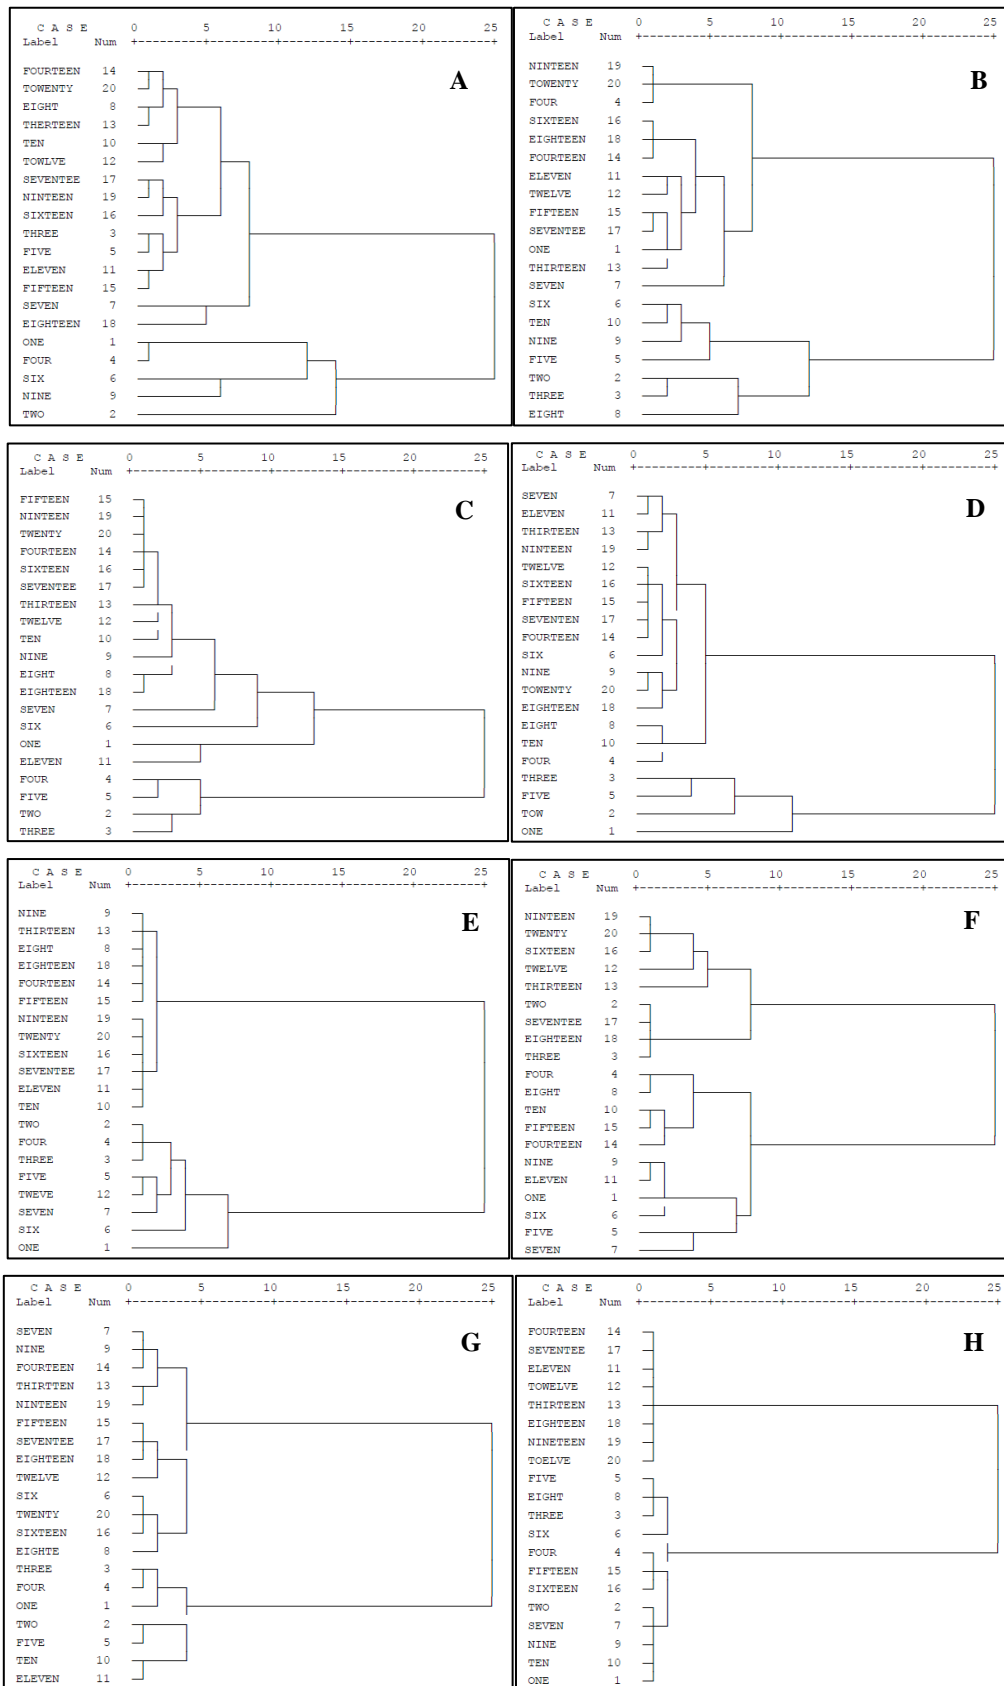 C A S E 0 5 10 15 20 25
Label Num +---------+---------+---------+---------+---------+
FOURTEEN 14
TOWENTY 20
EIGHT 8
THERTEEN 13
TEN 10
TOWLVE 12
SEVENTEE 17
NINTEEN 19
SIXTEEN 16
THREE 3
FIVE 5
ELEVEN 11
FIFTEEN 15
SEVEN 7
EIGHTEEN 18
ONE 1
FOUR 4
SIX 6
NINE 9
TWO 2
A
C A S E 0 5 10 15 20 25
Label Num +---------+---------+---------+---------+---------+
NINTEEN 19
TOWENTY 20
FOUR 4
SIXTEEN 16
EIGHTEEN 18
FOURTEEN 14
ELEVEN 11
TWELVE 12
FIFTEEN 15
SEVENTEE 17
ONE 1
THIRTEEN 13
SEVEN 7
SIX 6
TEN 10
NINE 9
FIVE 5
TWO 2
THREE 3
EIGHT 8
B
C A S E 0 5 10 15 20 25
Label Num +---------+---------+---------+---------+---------+
FIFTEEN 15
NINTEEN 19
TWENTY 20
FOURTEEN 14
SIXTEEN 16
SEVENTEE 17
THIRTEEN 13
TWELVE 12
TEN 10
NINE 9
EIGHT 8
EIGHTEEN 18
SEVEN 7
SIX 6
ONE 1
ELEVEN 11
FOUR 4
FIVE 5
TWO 2
THREE 3
C
C A S E 0 5 10 15 20 25
Label Num +---------+---------+---------+---------+---------+
SEVEN 7
ELEVEN 11
THIRTEEN 13
NINTEEN 19
TWELVE 12
SIXTEEN 16
FIFTEEN 15
SEVENTEN 17
FOURTEEN 14
SIX 6
NINE 9
TOWENTY 20
EIGHTEEN 18
EIGHT 8
TEN 10
FOUR 4
THREE 3
FIVE 5
TOW 2
ONE 1
D
C A S E 0 5 10 15 20 25
Label Num +---------+---------+---------+---------+---------+
NINE 9
THIRTEEN 13
EIGHT 8
EIGHTEEN 18
FOURTEEN 14
FIFTEEN 15
NINTEEN 19
TWENTY 20
SIXTEEN 16
SEVENTEE 17
ELEVEN 11
TEN 10
TWO 2
FOUR 4
THREE 3
FIVE 5
TWEVE 12
SEVEN 7
SIX 6
ONE 1
E
C A S E 0 5 10 15 20 25
Label Num +---------+---------+---------+---------+---------+
NINTEEN 19
TWENTY 20
SIXTEEN 16
TWELVE 12
THIRTEEN 13
TWO 2
SEVENTEE 17
EIGHTEEN 18
THREE 3
FOUR 4
EIGHT 8
TEN 10
FIFTEEN 15
FOURTEEN 14
NINE 9
ELEVEN 11
ONE 1
SIX 6
FIVE 5
SEVEN 7
F
C A S E 0 5 10 15 20 25
Label Num +---------+---------+---------+---------+---------+
SEVEN 7
NINE 9
FOURTEEN 14
THIRTTEN 13
NINTEEN 19
FIFTEEN 15
SEVENTEE 17
EIGHTEEN 18
TWELVE 12
SIX 6
TWENTY 20
SIXTEEN 16
EIGHTE 8
THREE 3
FOUR 4
ONE 1
TWO 2
FIVE 5
TEN 10
ELEVEN 11
G
C A S E 0 5 10 15 20 25
Label Num +---------+---------+---------+---------+---------+
FOURTEEN 14
SEVENTEE 17
ELEVEN 11
TOWELVE 12
THIRTEEN 13
EIGHTEEN 18
NINETEEN 19
TOELVE 20
FIVE 5
EIGHT 8
THREE 3
SIX 6
FOUR 4
FIFTEEN 15
SIXTEEN 16
TWO 2
SEVEN 7
NINE 9
TEN 10
ONE 1
H